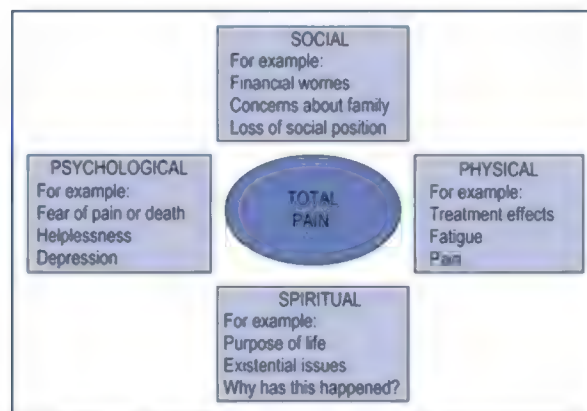 SOCIAL
For example:
Financial worries
Concerns about family
Loss of social position
PSYCHOLOGICAL
For example:
Fear of pain or death
Helplessness
Depression
TOTAL
PAIN
PHYSICAL
For example:
Treatment effects
Fatigue
Pain
SPIRITUAL
For example:
Purpose of life
Existential issues
Why has this happened?